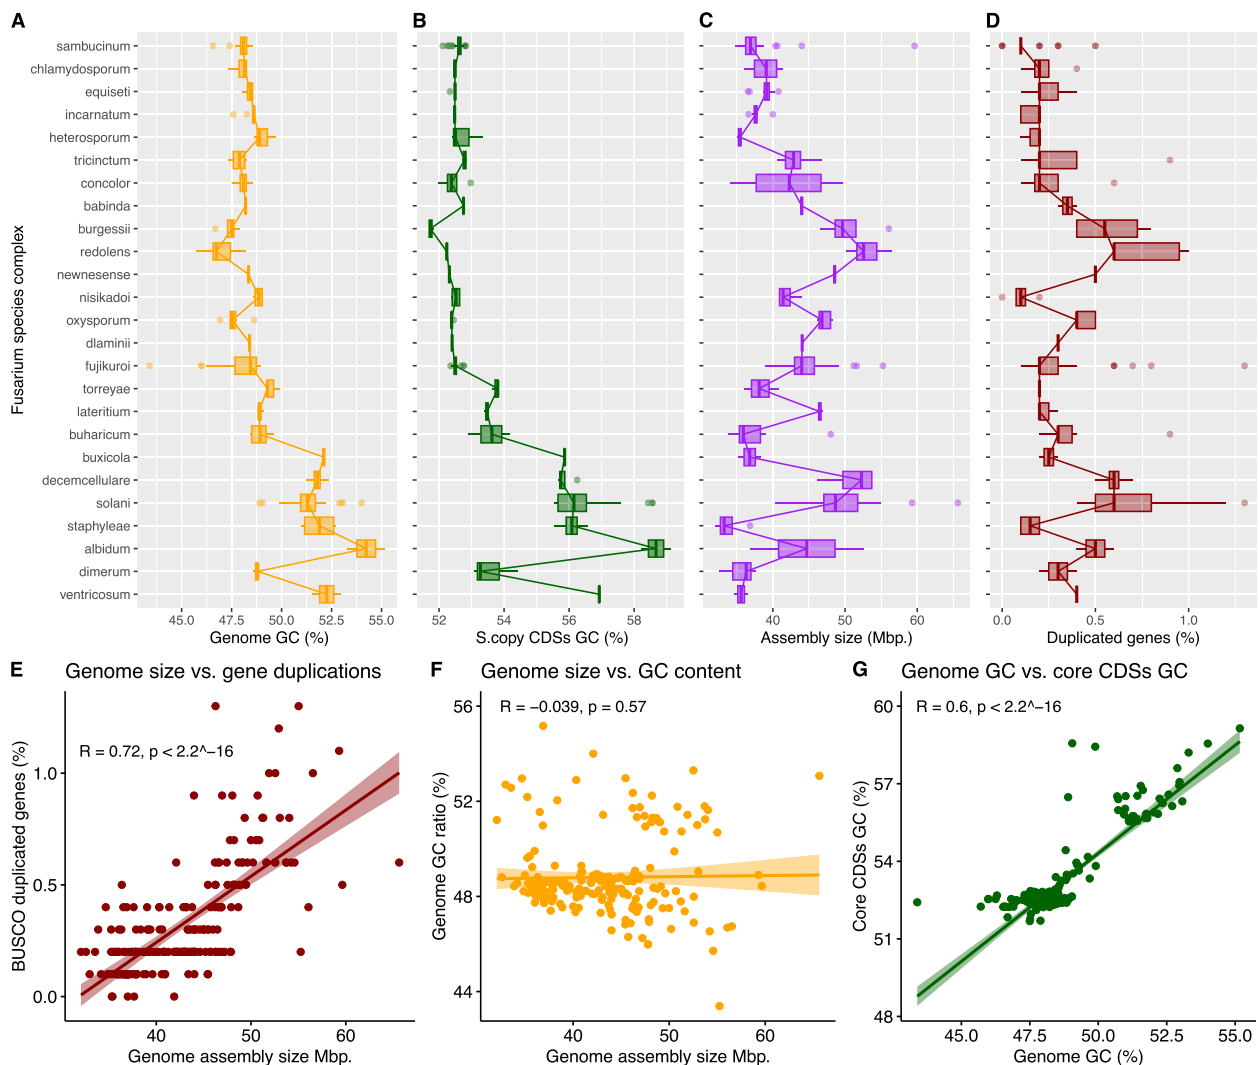 A
B
C
D
Fusarium species complex
sambucinum
chlamydosporum
equiseti
incarnatum
heterosporum
tricinctum
concolor
babinda
burgessii
redolens
newnesense
nisikadoi
oxysporum
dlaminii
fujikuroi
torreyae
lateritium
buharicum
buxicola
decemcellulare
solani
staphyleae
albidum
dimerum
ventricosum
45.0 47.5 50.0 52.5 55.0
Genome GC (%)
52 54 56 58
S.copy CDSs GC (%)
40 50 60
Assembly size (Mbp.)
0.0 0.5 1.0
Duplicated genes (%)
E
Genome size vs. gene duplications
R = 0.72, p < 2.2^−16
BUSCO duplicated genes (%)
1.0
0.5
0.0
40 50 60
Genome assembly size Mbp.
F
Genome size vs. GC content
R = −0.039, p = 0.57
Genome GC ratio (%)
56
52
48
44
40 50 60
Genome assembly size Mbp.
G
Genome GC vs. core CDSs GC
R = 0.6, p < 2.2^−16
Core CDSs GC (%)
60
57
54
51
48
45.0 47.5 50.0 52.5 55.0
Genome GC (%)